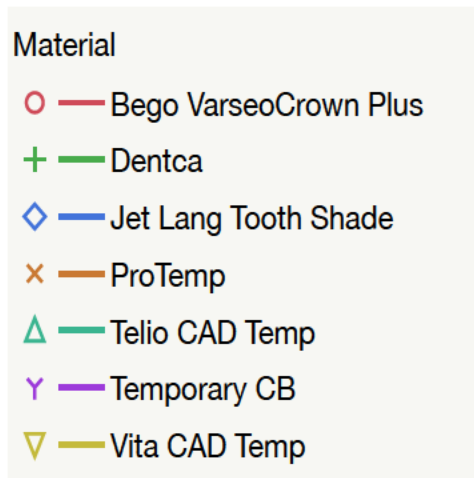 Material
Bego VarseoCrown Plus
Dentca
Jet Lang Tooth Shade
ProTemp
Telio CAD Temp
Temporary CB
Vita CAD Temp